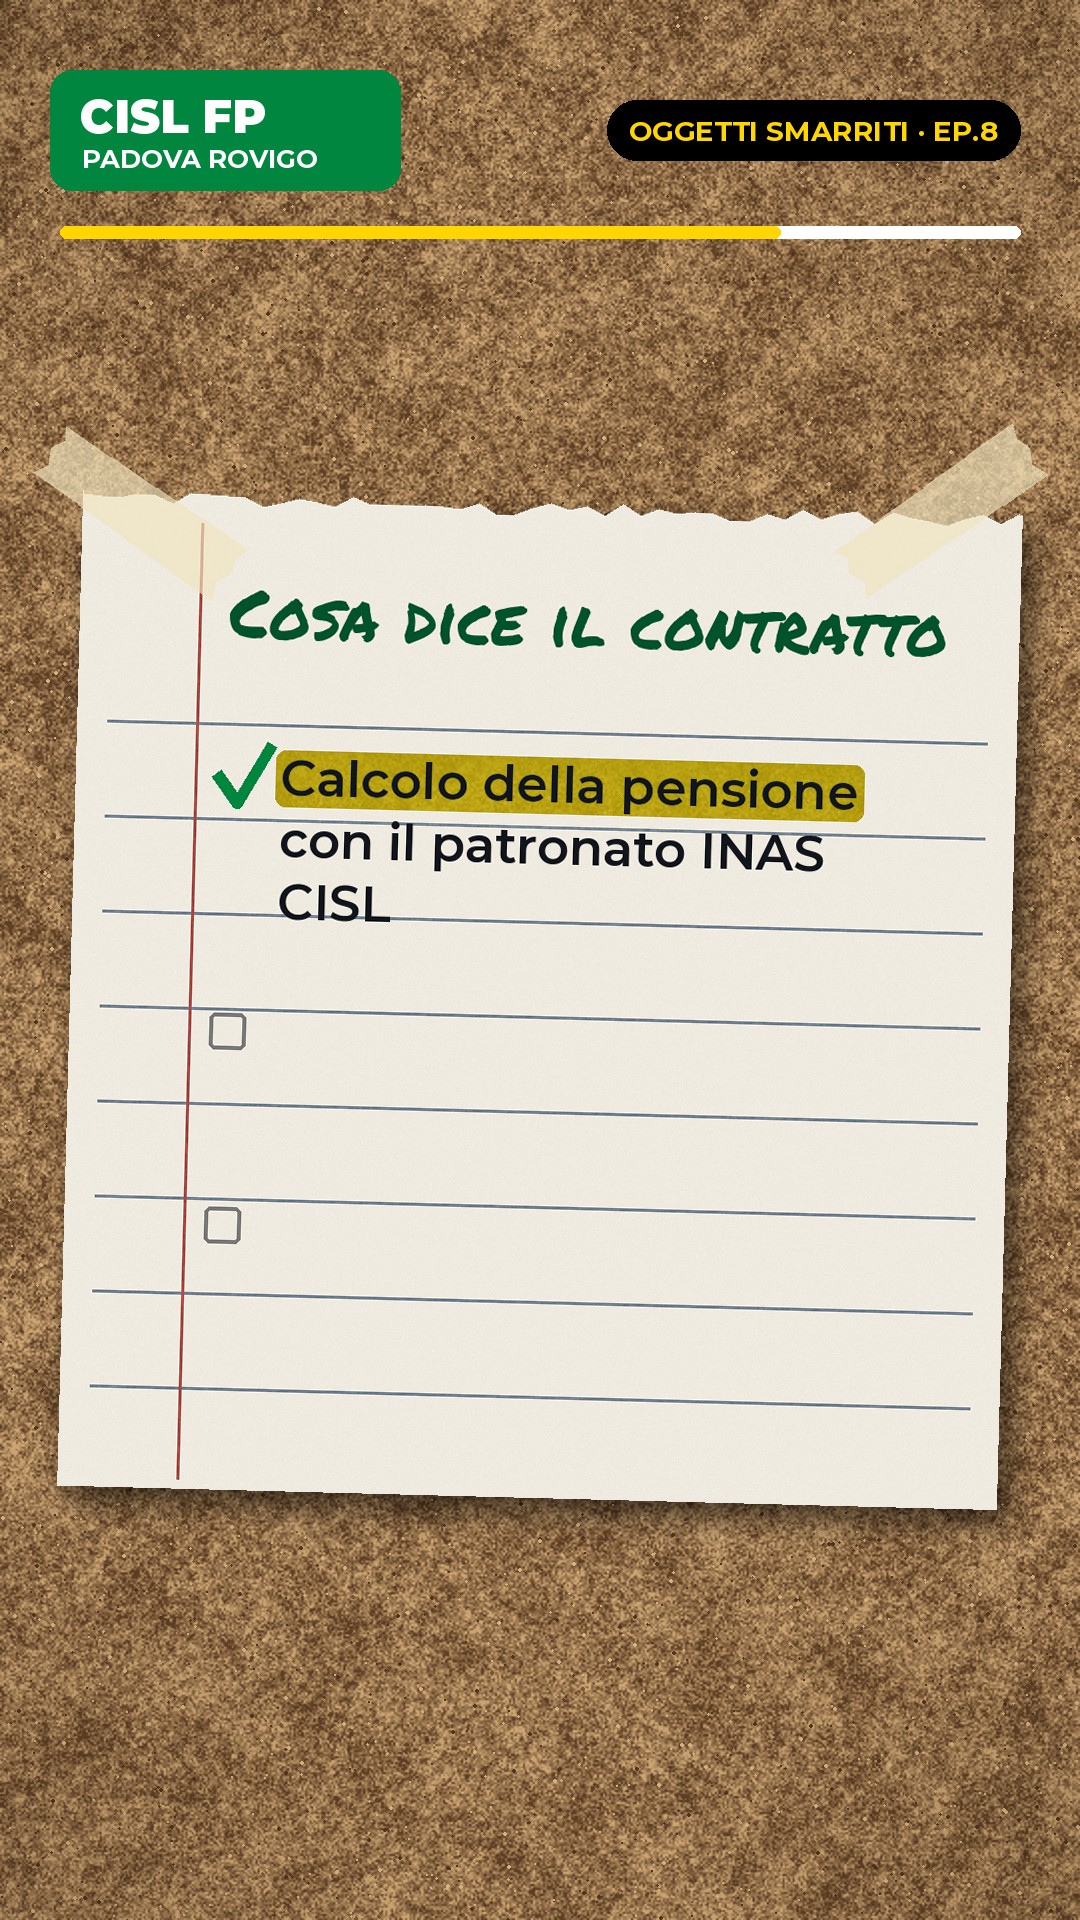 CISL FP
PADOVA ROVIGO
OGGETTI SMARRITI · EP.8
COSA DICE IL CONTRATTO
Calcolo della pensione
con il patronato INAS
CISL